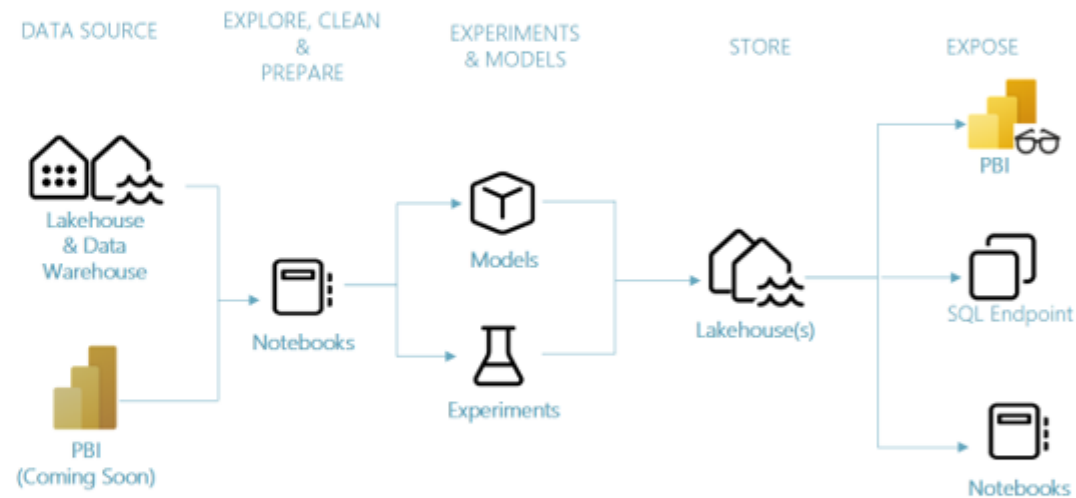 DATA SOURCE
EXPLORE, CLEAN
&
PREPARE
EXPERIMENTS
& MODELS
STORE
EXPOSE
Lakehouse
& Data
Warehouse
PBI
(Coming Soon)
Notebooks
Models
Experiments
Lakehouse(s)
PBI
SQL Endpoint
Notebooks